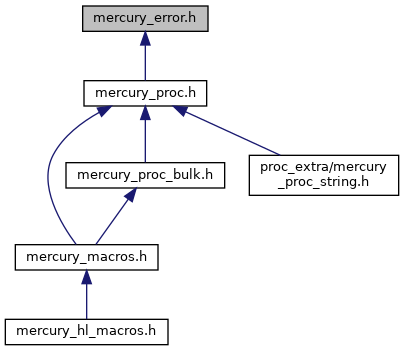 mercury_error.h
mercury_proc.h
mercury_proc_bulk.h
proc_extra/mercury
_proc_string.h
mercury_macros.h
mercury_hl_macros.h